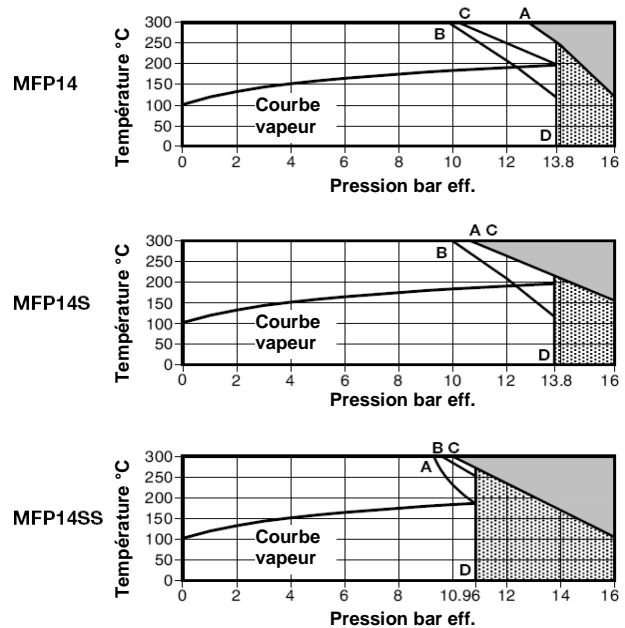 MFP14
Température °C
300
250
200
150
100
50
0
C
A
B
D
Courbe
vapeur
0 2 4 6 8 10 12 13.8 16
Pression bar eff.
MFP14S
Température °C
300
250
200
150
100
50
0
A C
B
D
Courbe
vapeur
0 2 4 6 8 10 12 13.8 16
Pression bar eff.
MFP14SS
Température °C
300
250
200
150
100
50
0
B C
A
D
Courbe
vapeur
0 2 4 6 8 10.96 12 14 16
Pression bar eff.